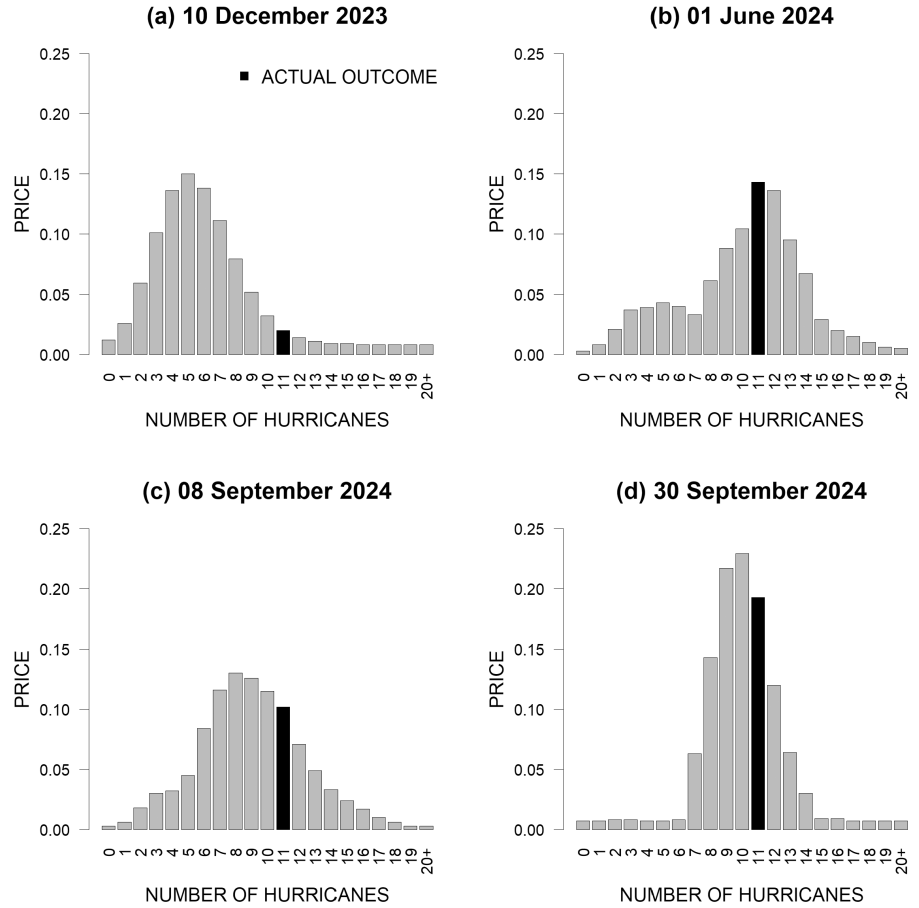 (a) 10 December 2023
0.25
0.20
0.15
0.10
0.05
0.00
PRICE
■ ACTUAL OUTCOME
0 1 2 3 4 5 6 7 8 9 10 11 12 13 14 15 16 17 18 19 20+
NUMBER OF HURRICANES
(b) 01 June 2024
0.25
0.20
0.15
0.10
0.05
0.00
PRICE
0 1 2 3 4 5 6 7 8 9 10 11 12 13 14 15 16 17 18 19 20+
NUMBER OF HURRICANES
(c) 08 September 2024
0.25
0.20
0.15
0.10
0.05
0.00
PRICE
0 1 2 3 4 5 6 7 8 9 10 11 12 13 14 15 16 17 18 19 20+
NUMBER OF HURRICANES
(d) 30 September 2024
0.25
0.20
0.15
0.10
0.05
0.00
PRICE
0 1 2 3 4 5 6 7 8 9 10 11 12 13 14 15 16 17 18 19 20+
NUMBER OF HURRICANES